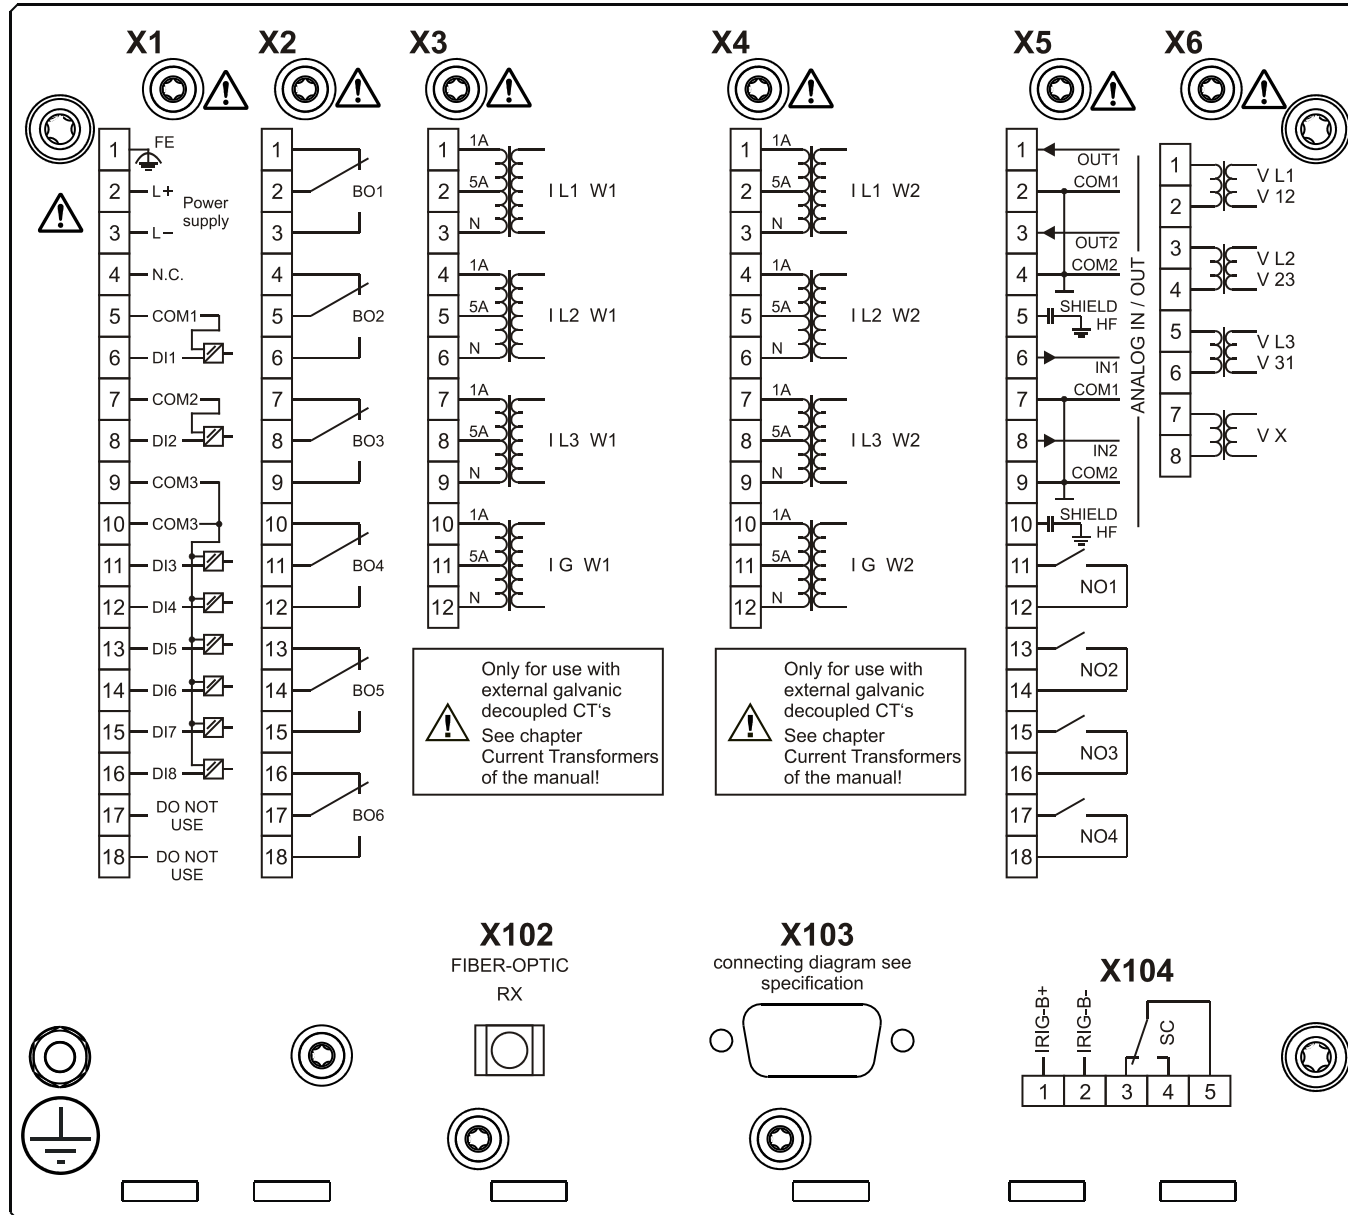 X1
X2
X3
X4
X5
X6
1
FE
2
L+
Power
supply
3
L–
4
N.C.
5
COM1
6
DI1
7
COM2
8
DI2
9
COM3
10
COM3
11
DI3
12
DI4
13
DI5
14
DI6
15
DI7
16
DI8
17
DO NOT
USE
18
DO NOT
USE
1
2
BO1
3
4
5
BO2
6
7
8
BO3
9
10
11
BO4
12
13
14
BO5
15
16
17
BO6
18
1
1A
2
5A
I L1 W1
3
N
4
1A
5
5A
I L2 W1
6
N
7
1A
8
5A
I L3 W1
9
N
10
1A
11
5A
I G W1
12
N
Only for use with
external galvanic
decoupled CT's
See chapter
Current Transformers
of the manual!
1
1A
2
5A
I L1 W2
3
N
4
1A
5
5A
I L2 W2
6
N
7
1A
8
5A
I L3 W2
9
N
10
1A
11
5A
I G W2
12
N
Only for use with
external galvanic
decoupled CT's
See chapter
Current Transformers
of the manual!
1
OUT1
2
COM1
3
OUT2
4
COM2
5
SHIELD
HF
6
IN1
7
COM1
8
IN2
9
COM2
10
SHIELD
HF
ANALOG IN / OUT
11
12
NO1
13
14
NO2
15
16
NO3
17
18
NO4
1
V L1
2
V 12
3
V L2
4
V 23
5
V L3
6
V 31
7
V X
8
X102
FIBER-OPTIC
RX
X103
connecting diagram see
specification
X104
IRIG-B+
IRIG-B-
SC
1 2 3 4 5